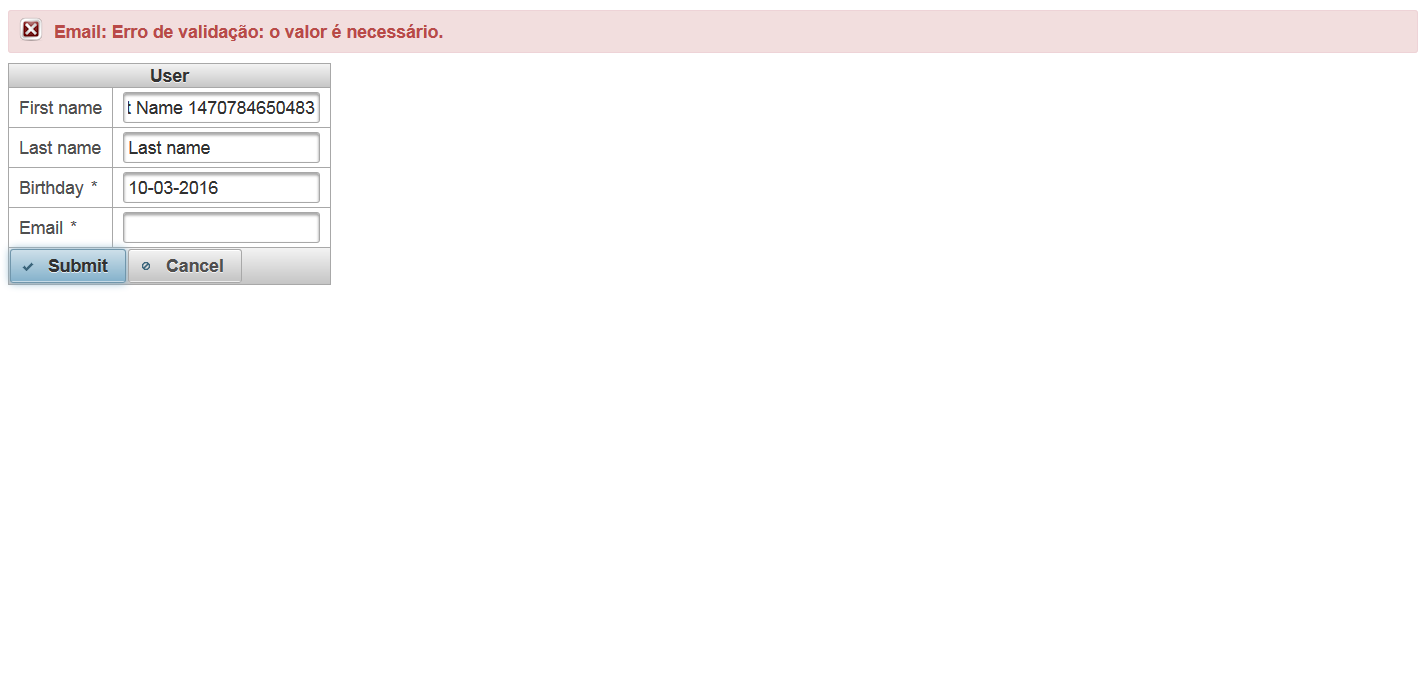 Email: Erro de validação: o valor é necessário.
User
First name t Name 1470784650483
Last name Last name
Birthday * 10-03-2016
Email *
Submit Cancel